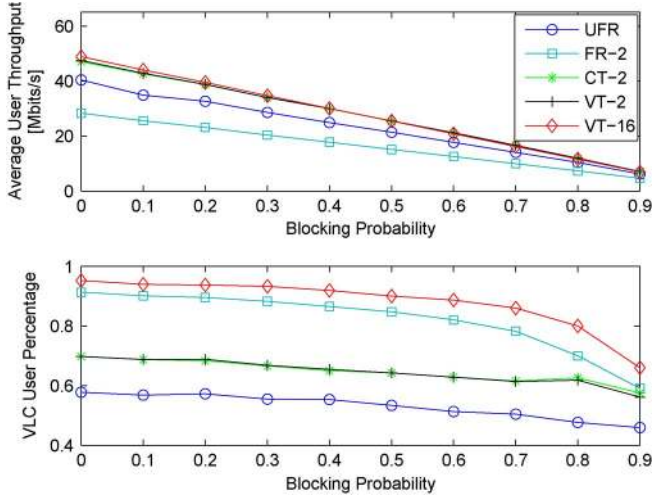 Average User Throughput
[Mbits/s]
60
40
20
0
0 0.1 0.2 0.3 0.4 0.5 0.6 0.7 0.8 0.9
Blocking Probability
UFR
FR-2
CT-2
VT-2
VT-16
VLC User Percentage
1
0.8
0.6
0.4
0 0.1 0.2 0.3 0.4 0.5 0.6 0.7 0.8 0.9
Blocking Probability